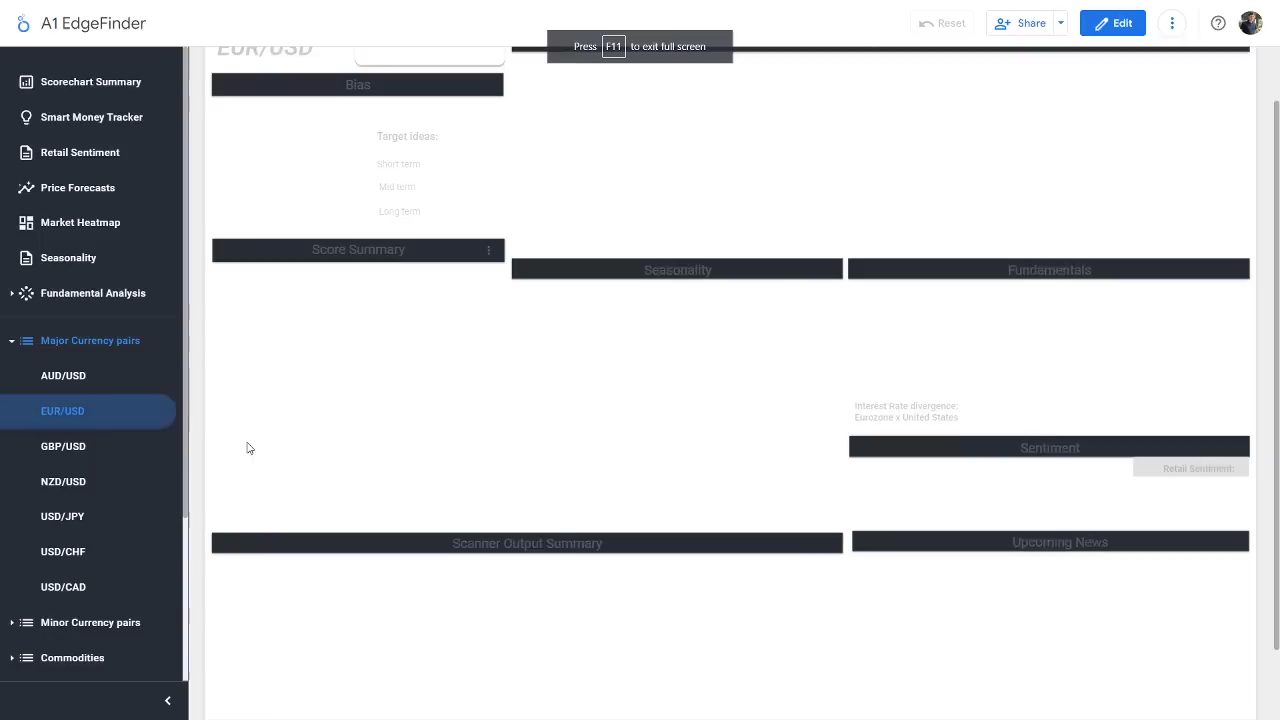 A1 EdgeFinder
Reset
Share
Edit
Press F11 to exit full screen
Scorechart Summary
Smart Money Tracker
Retail Sentiment
Price Forecasts
Market Heatmap
Seasonality
Fundamental Analysis
Major Currency pairs
AUD/USD
EUR/USD
GBP/USD
NZD/USD
USD/JPY
USD/CHF
USD/CAD
Minor Currency pairs
Commodities
EUR/USD
Bias
Target ideas:
Short term
Mid term
Long term
Score Summary
Seasonality
Fundamentals
Interest Rate divergence:
Eurozone x United States
Sentiment
Retail Sentiment:
Scanner Output Summary
Upcoming News